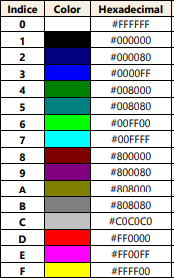 Indice Color Hexadecimal
0 #FFFFFF
1 #000000
2 #000080
3 #0000FF
4 #008000
5 #008080
6 #00FF00
7 #00FFFF
8 #800000
9 #800080
A #808000
B #808080
C #C0C0C0
D #FF0000
E #FF00FF
F #FFFF00